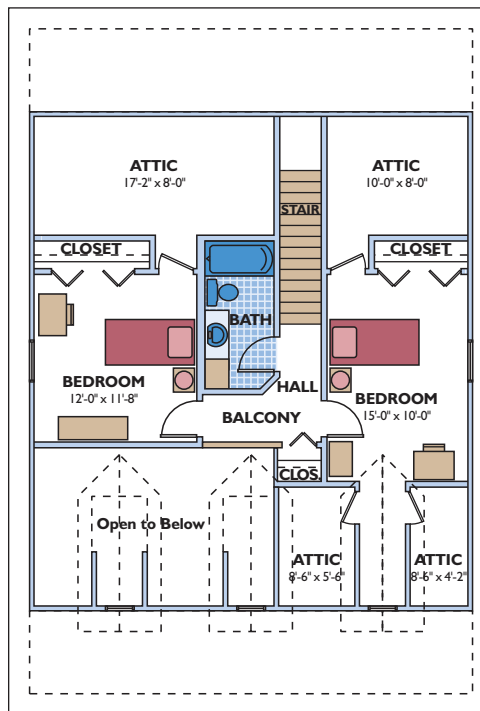 ATTIC
17'-2" x 8'-0"
ATTIC
10'-0" x 8'-0"
STAIR
CLOSET
CLOSET
BATH
BEDROOM
12'-0" x 11'-8"
HALL
BEDROOM
15'-0" x 10'-0"
BALCONY
CLOS.
Open to Below
ATTIC
8'-6" x 5'-6"
ATTIC
8'-6" x 4'-2"